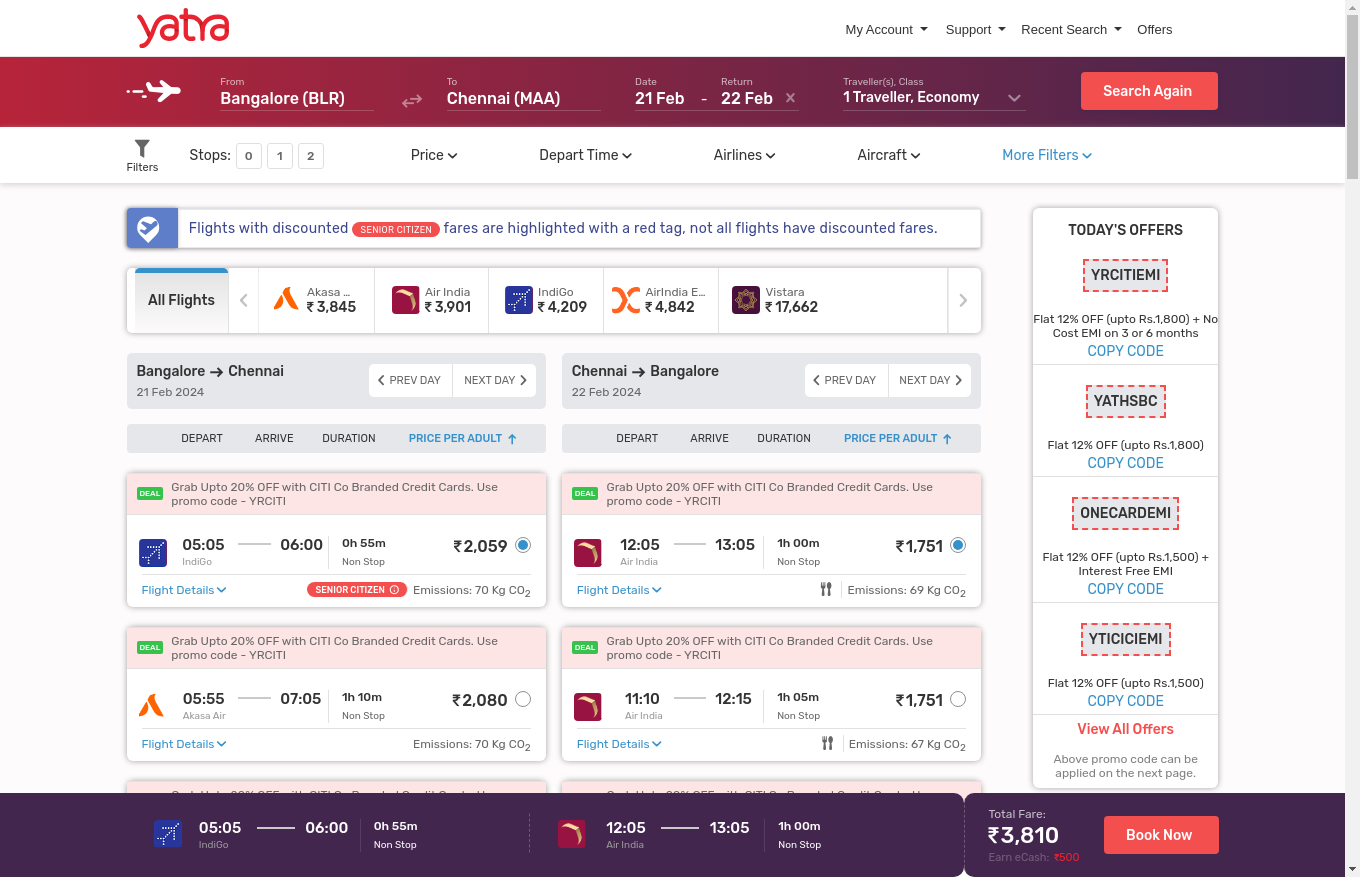 yatra
My Account
Support
Recent Search
Offers
From
Bangalore (BLR)
To
Chennai (MAA)
Date
21 Feb
-
Return
22 Feb
Traveller(s), Class
1 Traveller, Economy
Search Again
Filters
Stops:
0
1
2
Price
Depart Time
Airlines
Aircraft
More Filters
Flights with discounted SENIOR CITIZEN fares are highlighted with a red tag, not all flights have discounted fares.
All Flights
Akasa ...
₹ 3,845
Air India
₹ 3,901
IndiGo
₹ 4,209
AirIndia E...
₹ 4,842
Vistara
₹ 17,662
Bangalore → Chennai
21 Feb 2024
PREV DAY
NEXT DAY
Chennai → Bangalore
22 Feb 2024
PREV DAY
NEXT DAY
DEPART
ARRIVE
DURATION
PRICE PER ADULT
DEPART
ARRIVE
DURATION
PRICE PER ADULT
DEAL
Grab Upto 20% OFF with CITI Co Branded Credit Cards. Use
promo code - YRCITI
05:05
06:00
0h 55m
₹2,059
IndiGo
Non Stop
Flight Details
SENIOR CITIZEN
Emissions: 70 Kg CO2
DEAL
Grab Upto 20% OFF with CITI Co Branded Credit Cards. Use
promo code - YRCITI
12:05
13:05
1h 00m
₹1,751
Air India
Non Stop
Flight Details
Emissions: 69 Kg CO2
DEAL
Grab Upto 20% OFF with CITI Co Branded Credit Cards. Use
promo code - YRCITI
05:55
07:05
1h 10m
₹2,080
Akasa Air
Non Stop
Flight Details
Emissions: 70 Kg CO2
DEAL
Grab Upto 20% OFF with CITI Co Branded Credit Cards. Use
promo code - YRCITI
11:10
12:15
1h 05m
₹1,751
Air India
Non Stop
Flight Details
Emissions: 67 Kg CO2
TODAY'S OFFERS
YRCITIEMI
Flat 12% OFF (upto Rs.1,800) + No
Cost EMI on 3 or 6 months
COPY CODE
YATHSBC
Flat 12% OFF (upto Rs.1,800)
COPY CODE
ONECARDEMI
Flat 12% OFF (upto Rs.1,500) +
Interest Free EMI
COPY CODE
YTICICIEMI
Flat 12% OFF (upto Rs.1,500)
COPY CODE
View All Offers
Above promo code can be
applied on the next page.
05:05
06:00
0h 55m
IndiGo
Non Stop
12:05
13:05
1h 00m
Air India
Non Stop
Total Fare:
₹3,810
Earn eCash: ₹500
Book Now